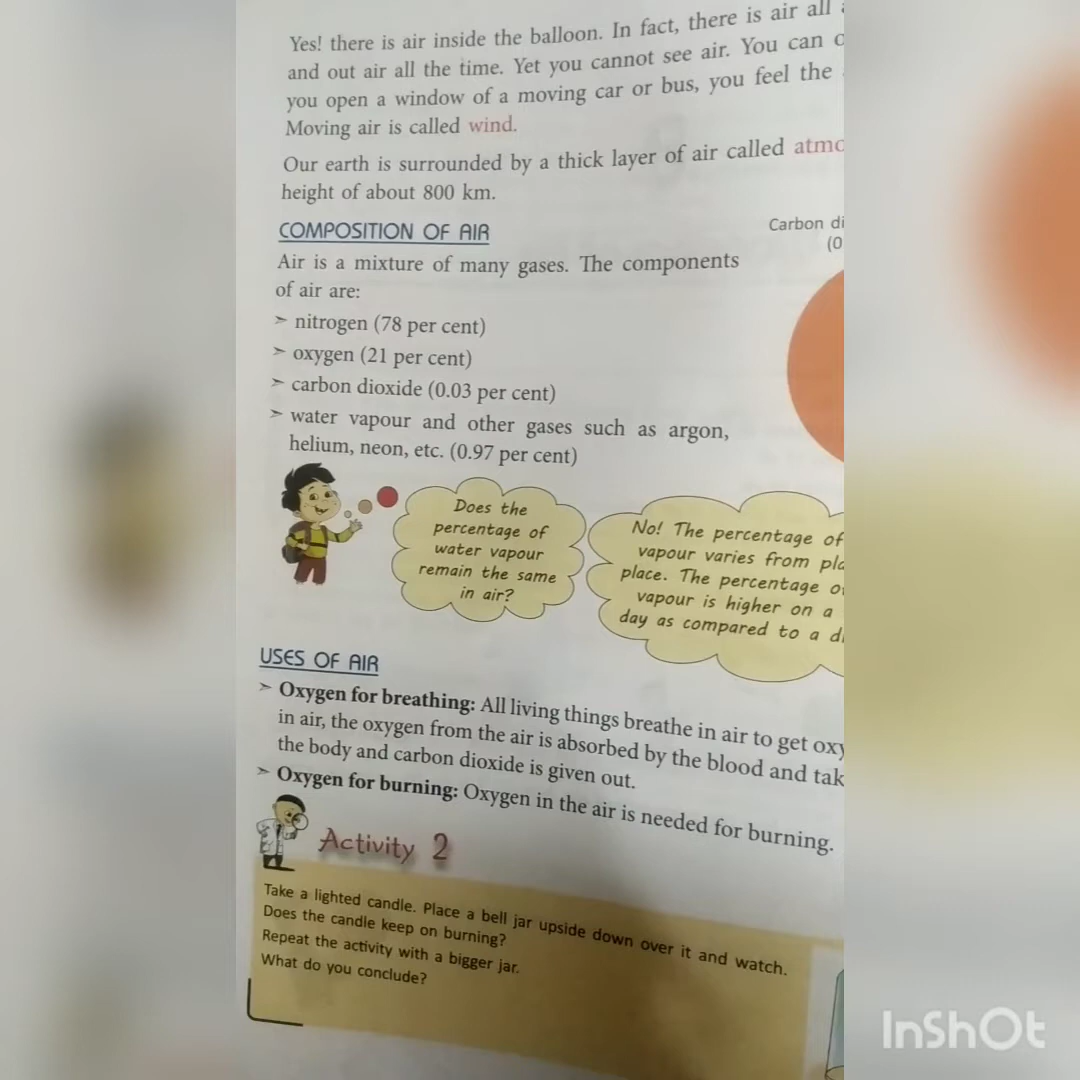 Yes! there is air inside the balloon. In fact, there is air all
and out air all the time. Yet you cannot see air. You can
you open a window of a moving car or bus, you feel the
Moving air is called wind.
Our earth is surrounded by a thick layer of air called atmo
height of about 800 km.
COMPOSITION OF AIR
Carbon di
(0
Air is a mixture of many gases. The components
of air are:
➣ nitrogen (78 per cent)
➣ oxygen (21 per cent)
➣ carbon dioxide (0.03 per cent)
➣ water vapour and other gases such as argon,
helium, neon, etc. (0.97 per cent)
Does the
percentage of
water vapour
remain the same
in air?
No! The percentage of
vapour varies from pla
place. The percentage o
vapour is higher on a
day as compared to a d
USES OF AIR
➣ Oxygen for breathing: All living things breathe in air to get oxy
in air, the oxygen from the air is absorbed by the blood and tak
the body and carbon dioxide is given out.
➣ Oxygen for burning: Oxygen in the air is needed for burning.
Activity 2
Take a lighted candle. Place a bell jar upside down over it and watch.
Does the candle keep on burning?
Repeat the activity with a bigger jar.
What do you conclude?
InShOt